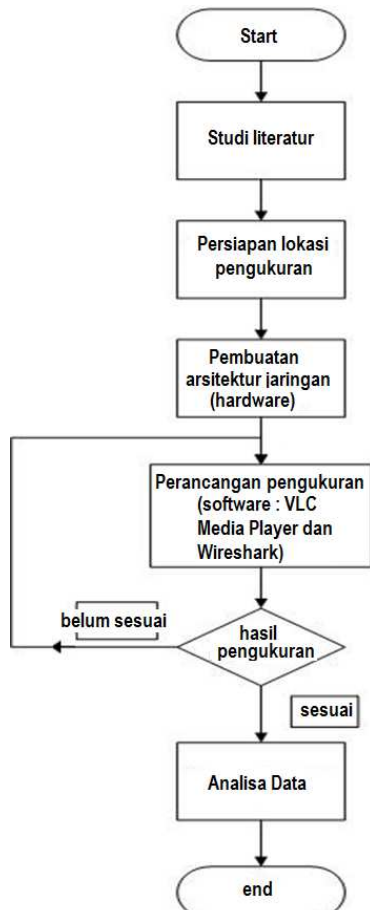 Start
Studi literatur
Persiapan lokasi
pengukuran
Pembuatan
arsitektur jaringan
(hardware)
Perancangan pengukuran
(software : VLC
Media Player dan
Wireshark)
belum sesuai
hasil
pengukuran
sesuai
Analisa Data
end